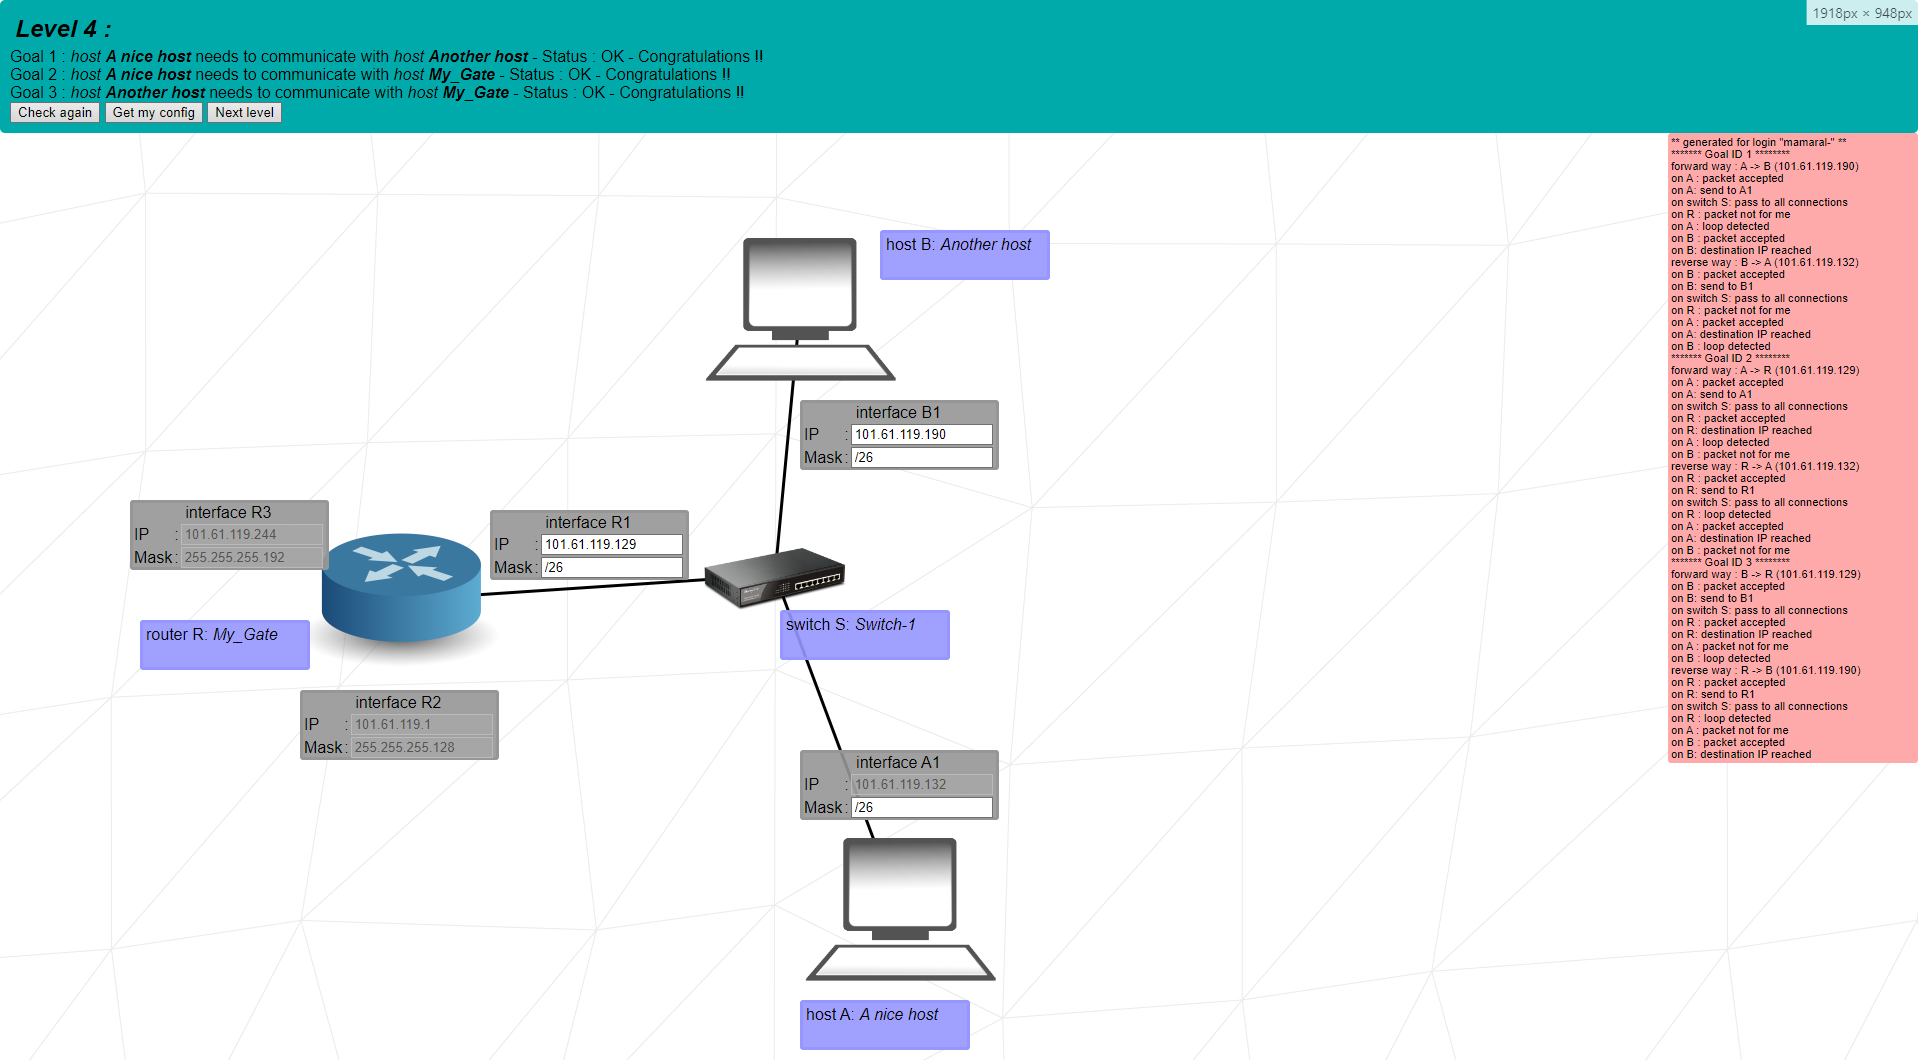 1918px × 948px
Level 4 :
Goal 1 : host A nice host needs to communicate with host Another host - Status : OK - Congratulations !!
Goal 2 : host A nice host needs to communicate with host My_Gate - Status : OK - Congratulations !!
Goal 3 : host Another host needs to communicate with host My_Gate - Status : OK - Congratulations !!
Check again Get my config Next level
** generated for login "mamaral-" **
******* Goal ID 1 ********
forward way : A -> B (101.61.119.190)
on A : packet accepted
on A: send to A1
on switch S: pass to all connections
on R : packet not for me
on A : loop detected
on B : packet accepted
on B: destination IP reached
reverse way : B -> A (101.61.119.132)
on B : packet accepted
on B: send to B1
on switch S: pass to all connections
on R : packet not for me
on A : packet accepted
on A: destination IP reached
on B : loop detected
******* Goal ID 2 ********
forward way : A -> R (101.61.119.129)
on A : packet accepted
on A: send to A1
on switch S: pass to all connections
on R : packet accepted
on R: destination IP reached
on A : loop detected
on B : packet not for me
reverse way : R -> A (101.61.119.132)
on R : packet accepted
on R: send to R1
on switch S: pass to all connections
on R : loop detected
on A : packet accepted
on A: destination IP reached
on B : packet not for me
******* Goal ID 3 ********
forward way : B -> R (101.61.119.129)
on B : packet accepted
on B: send to B1
on switch S: pass to all connections
on R : packet accepted
on R: destination IP reached
on A : packet not for me
on B : loop detected
reverse way : R -> B (101.61.119.190)
on R : packet accepted
on R: send to R1
on switch S: pass to all connections
on R : loop detected
on A : packet not for me
on B : packet accepted
on B: destination IP reached
host B: Another host
interface B1
IP : 101.61.119.190
Mask : /26
interface R3
IP : 101.61.119.244
Mask : 255.255.255.192
interface R1
IP : 101.61.119.129
Mask : /26
router R: My_Gate
switch S: Switch-1
interface R2
IP : 101.61.119.1
Mask : 255.255.255.128
interface A1
IP : 101.61.119.132
Mask : /26
host A: A nice host